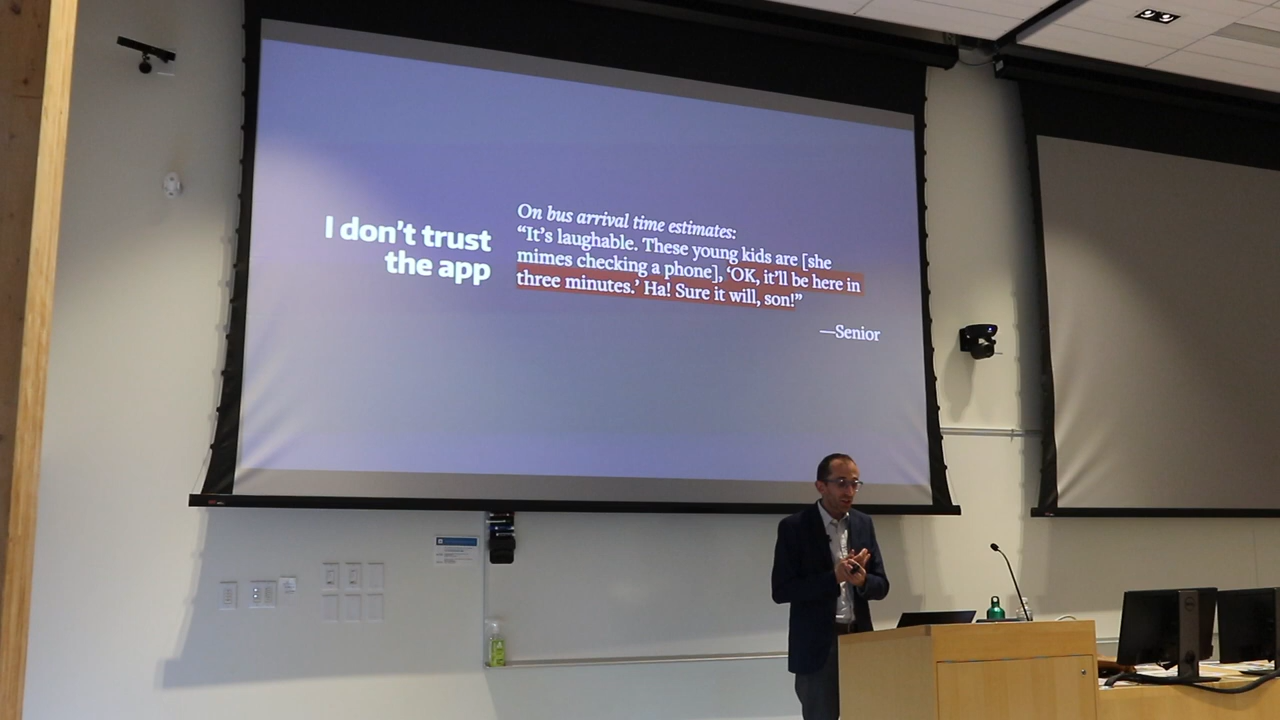 I don't trust
the app
On bus arrival time estimates:
“It's laughable. These young kids are [she
mimes checking a phone], ‘OK, it'll be here in
three minutes.’ Ha! Sure it will, son!”
—Senior